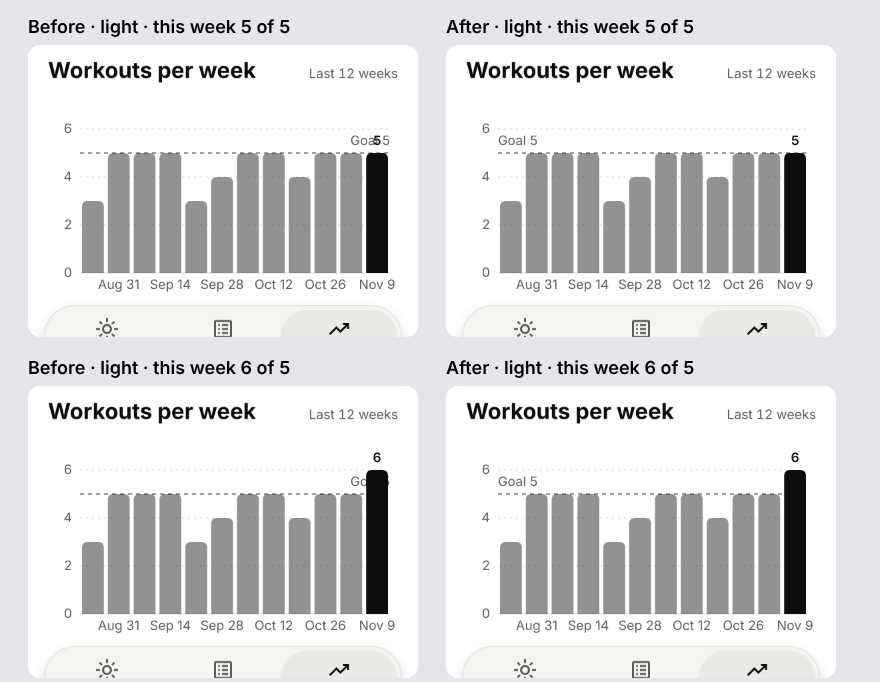 Before · light · this week 5 of 5
Workouts per week
Last 12 weeks
6
Goal 5
5
4
2
0
Aug 31 Sep 14 Sep 28 Oct 12 Oct 26 Nov 9
After · light · this week 5 of 5
Workouts per week
Last 12 weeks
6
Goal 5
5
4
2
0
Aug 31 Sep 14 Sep 28 Oct 12 Oct 26 Nov 9
Before · light · this week 6 of 5
Workouts per week
Last 12 weeks
6
6
4
2
0
Aug 31 Sep 14 Sep 28 Oct 12 Oct 26 Nov 9
After · light · this week 6 of 5
Workouts per week
Last 12 weeks
6
6
Goal 5
4
2
0
Aug 31 Sep 14 Sep 28 Oct 12 Oct 26 Nov 9